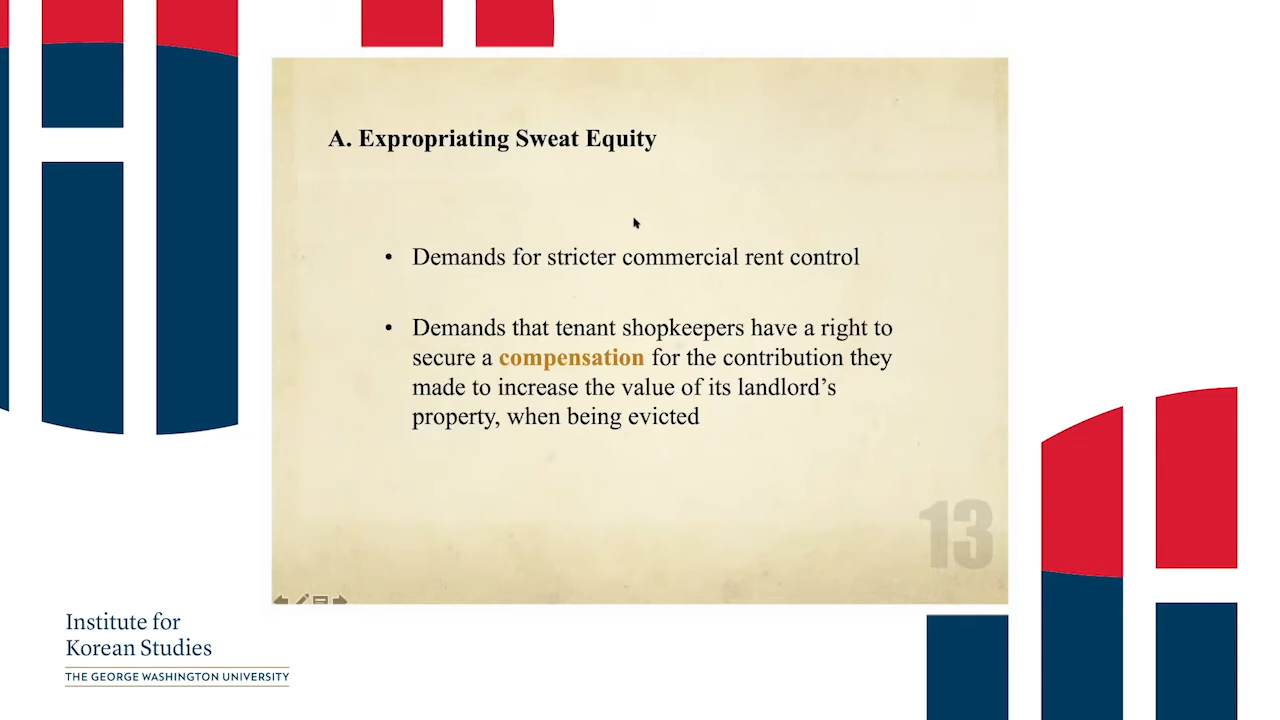 A. Expropriating Sweat Equity
• Demands for stricter commercial rent control
• Demands that tenant shopkeepers have a right to
secure a compensation for the contribution they
made to increase the value of its landlord’s
property, when being evicted
13
Institute for
Korean Studies
THE GEORGE WASHINGTON UNIVERSITY